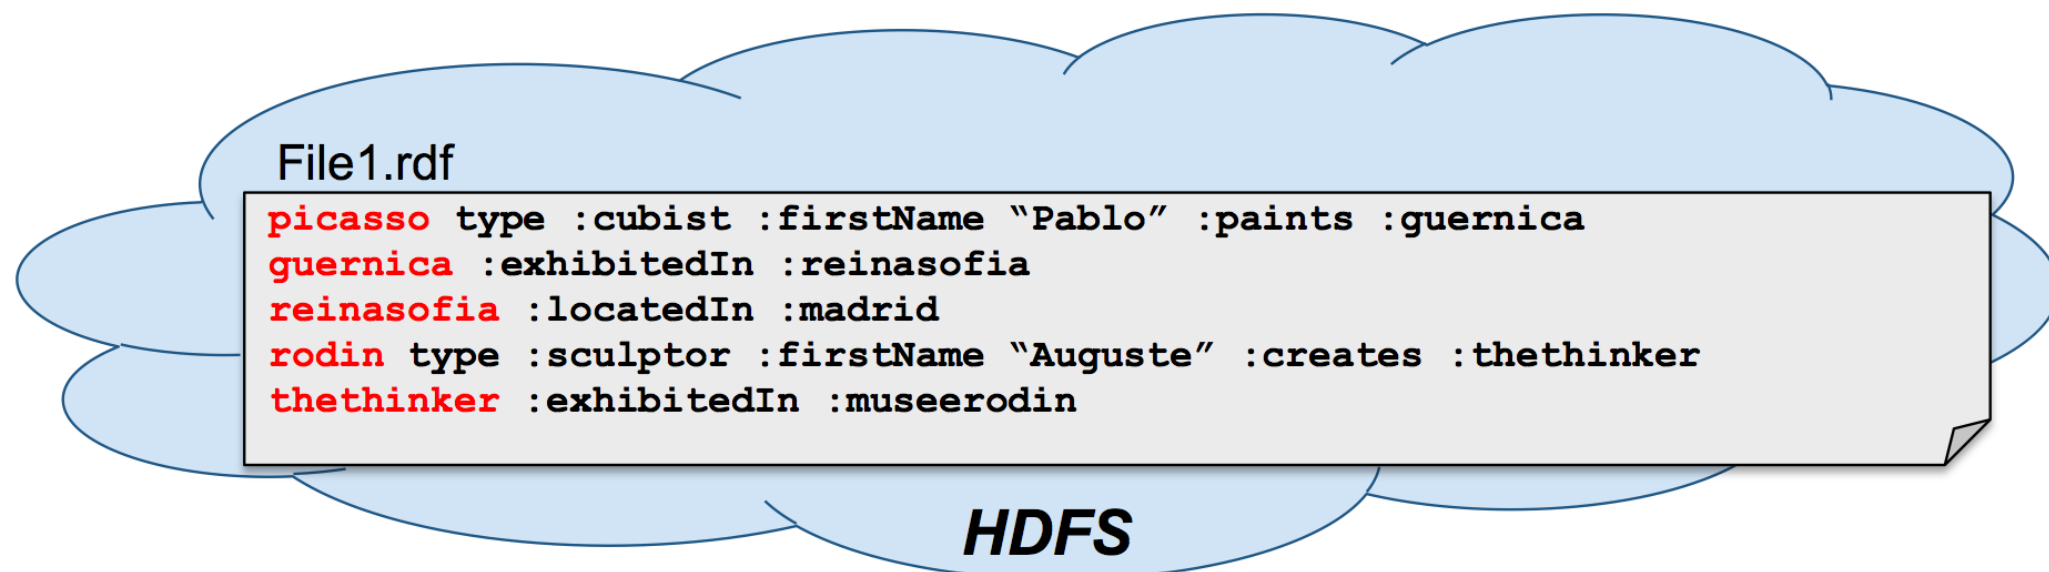 File1.rdf
picasso type :cubist :firstName “Pablo” :paints :guernica
guernica :exhibitedIn :reinasofia
reinasofia :locatedIn :madrid
rodin type :sculptor :firstName “Auguste” :creates :thethinker
thethinker :exhibitedIn :museerodin
HDFS